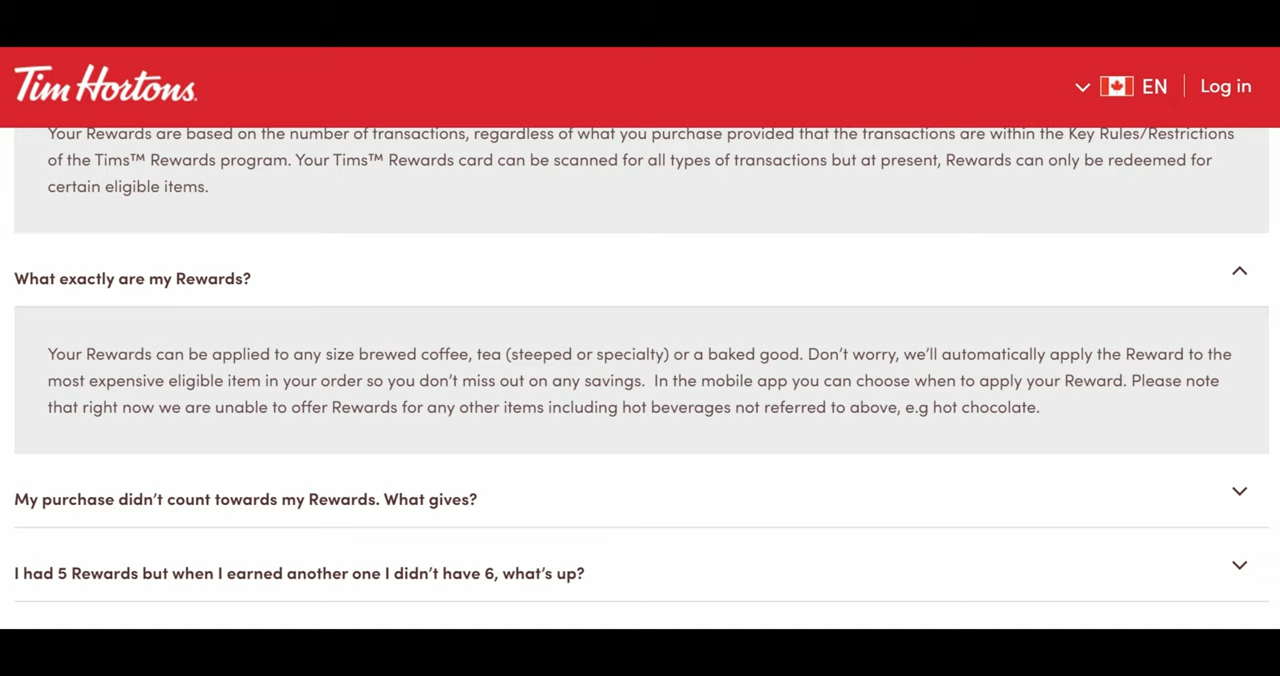 Tim Hortons.
EN
Log in
Your Rewards are based on the number of transactions, regardless of what you purchase provided that the transactions are within the Key Rules/Restrictions
of the Tims™ Rewards program. Your Tims™ Rewards card can be scanned for all types of transactions but at present, Rewards can only be redeemed for
certain eligible items.
What exactly are my Rewards?
Your Rewards can be applied to any size brewed coffee, tea (steeped or specialty) or a baked good. Don’t worry, we’ll automatically apply the Reward to the
most expensive eligible item in your order so you don’t miss out on any savings.  In the mobile app you can choose when to apply your Reward. Please note
that right now we are unable to offer Rewards for any other items including hot beverages not referred to above, e.g hot chocolate.
My purchase didn’t count towards my Rewards. What gives?
I had 5 Rewards but when I earned another one I didn’t have 6, what’s up?